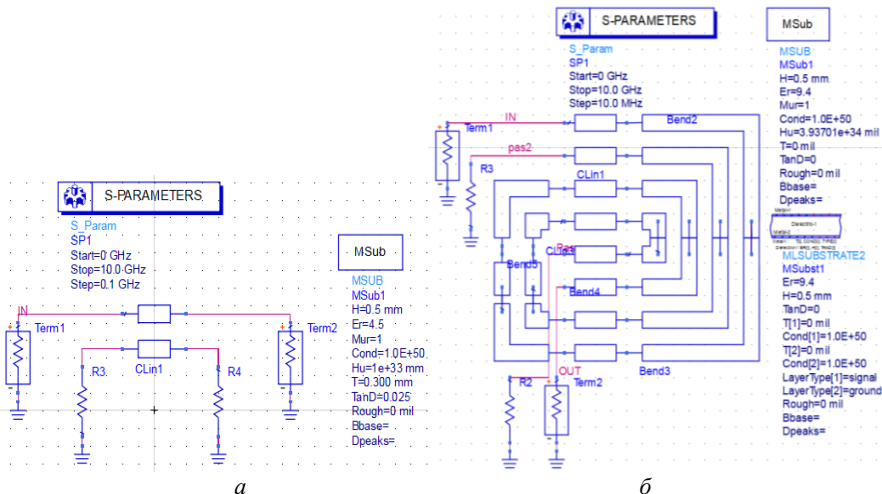 S-PARAMETERS
S_Param
SP1
Start=0 GHz
Stop=10.0 GHz
Step=0.1 GHz
MSub
MSUB
MSub1
H=0.5 mm
Er=4.5
Mur=1
Cond=1.0E+50
Hu=1e+33 mm
T=0.300 mm
TanD=0.025
Rough=0 mil
Bbase=
Dpeaks=
IN
Term1
Term2
CLin1
R3
R4
а
S-PARAMETERS
S_Param
SP1
Start=0 GHz
Stop=10.0 GHz
Step=10.0 MHz
MSub
MSUB
MSub1
H=0.5 mm
Er=9.4
Mur=1
Cond=1.0E+50
Hu=3.93701e+34 mil
T=0 mil
TanD=0
Rough=0 mil
Bbase=
Dpeaks=
MLSUBSTRATE2
MSubst1
Er=9.4
H=0.5 mm
TanD=0
T[1]=0 mil
Cond[1]=1.0E+50
T[2]=0 mil
Cond[2]=1.0E+50
LayerType[1]=signal
LayerType[2]=ground
Rough=0 mil
Bbase=
Dpeaks=
IN
Term1
pas2
R3
Bend2
CLin1
Bend5
Bend4
Bend3
OUT
R2
Term2
б